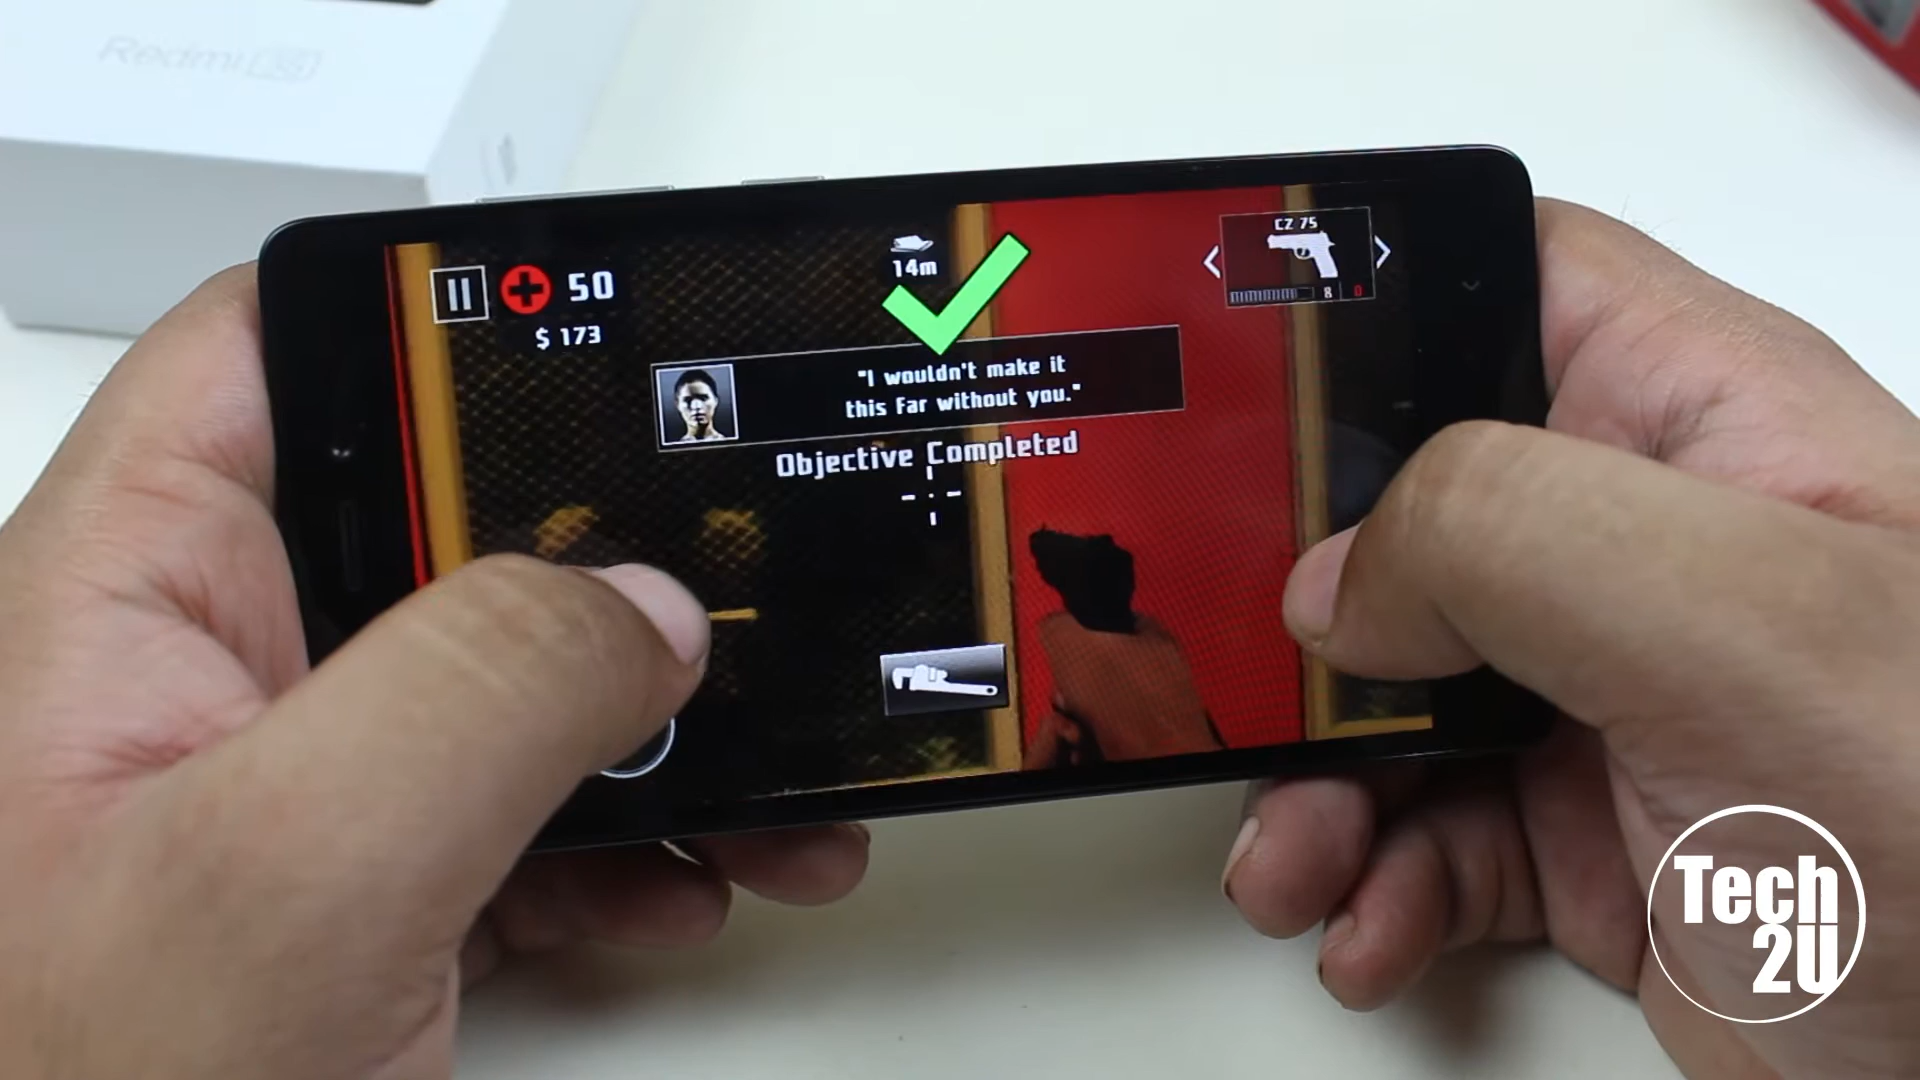 Redmi 3S
50
$ 173
14m
CZ 75
8 0
"I wouldn't make it
this far without you."
Objective Completed
Tech
2U